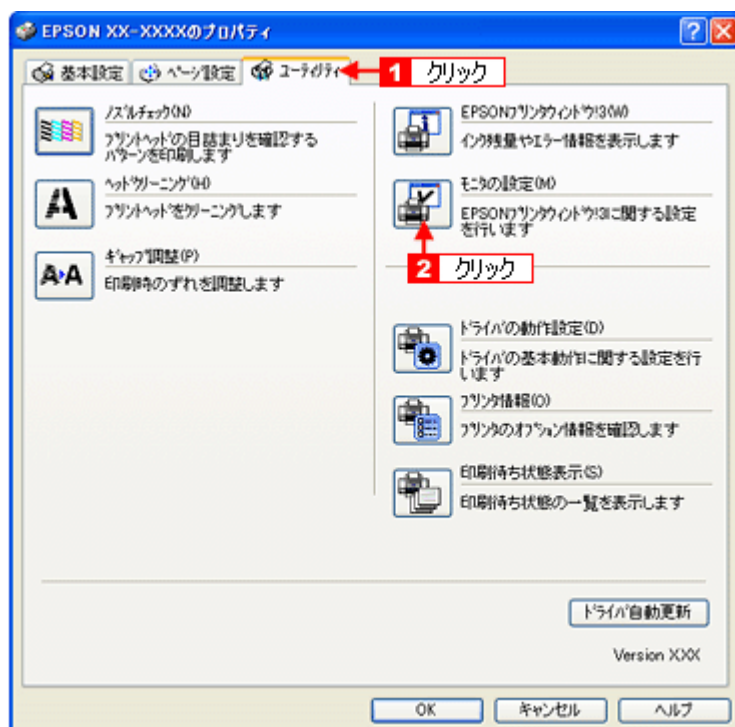 EPSON XX-XXXXのプロパティ
基本設定 ページ設定 ユーティリティ 1 クリック
ノズルチェック(N)
プリントヘッドの目詰まりを確認する
パターンを印刷します
ヘッドクリーニング(H)
プリントヘッドをクリーニングします
ギャップ調整(P)
印刷時のずれを調整します
EPSONプリンタウィンドウ!3(W)
インク残量やエラー情報を表示します
モニタの設定(M)
EPSONプリンタウィンドウ!3に関する設定
を行います
2 クリック
ドライバの動作設定(D)
ドライバの基本動作に関する設定を行
います
プリンタ情報(O)
プリンタのオプション情報を確認します
印刷待ち状態表示(S)
印刷待ち状態の一覧を表示します
ドライバ自動更新
Version XXX
OK キャンセル ヘルプ